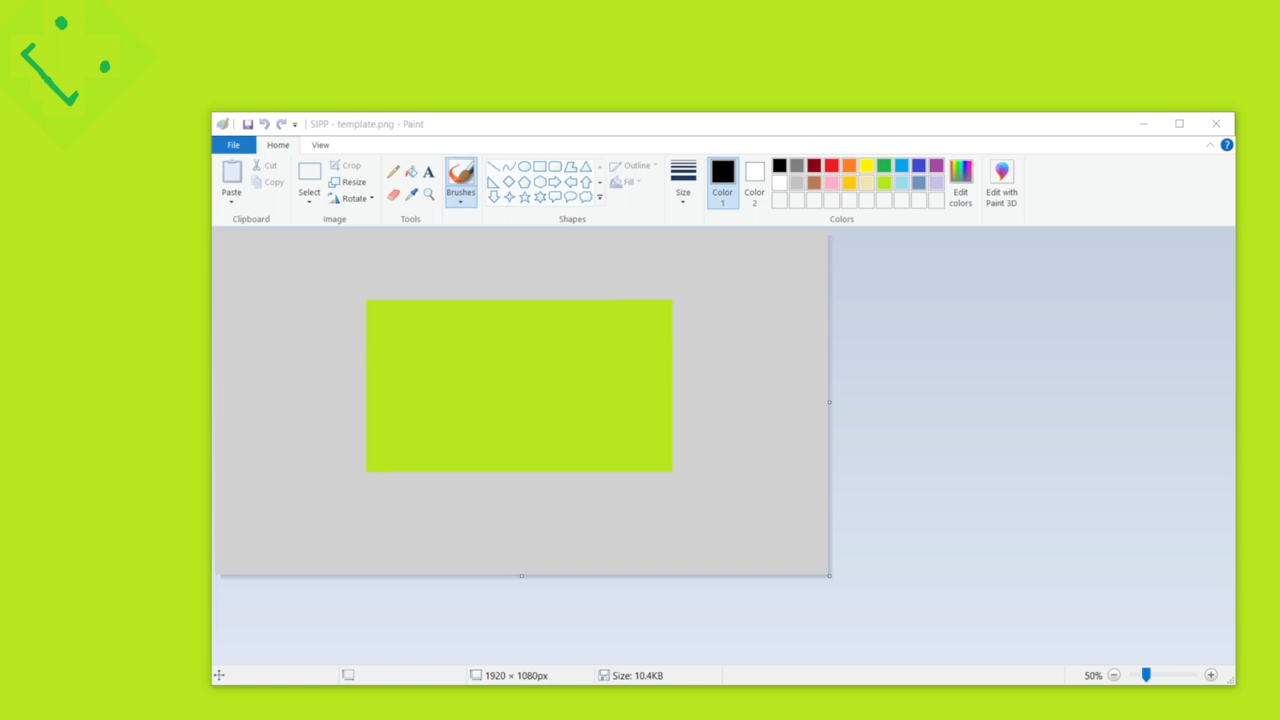 SIPP - template.png - Paint
File Home View
Paste Cut Copy
Clipboard
Select Crop Resize Rotate
Image
A
Tools
Brushes
Outline Fill
Shapes
Size
Color 1
Color 2
Edit colors
Colors
Edit with Paint 3D
?
1920 × 1080px
Size: 10.4KB
50%